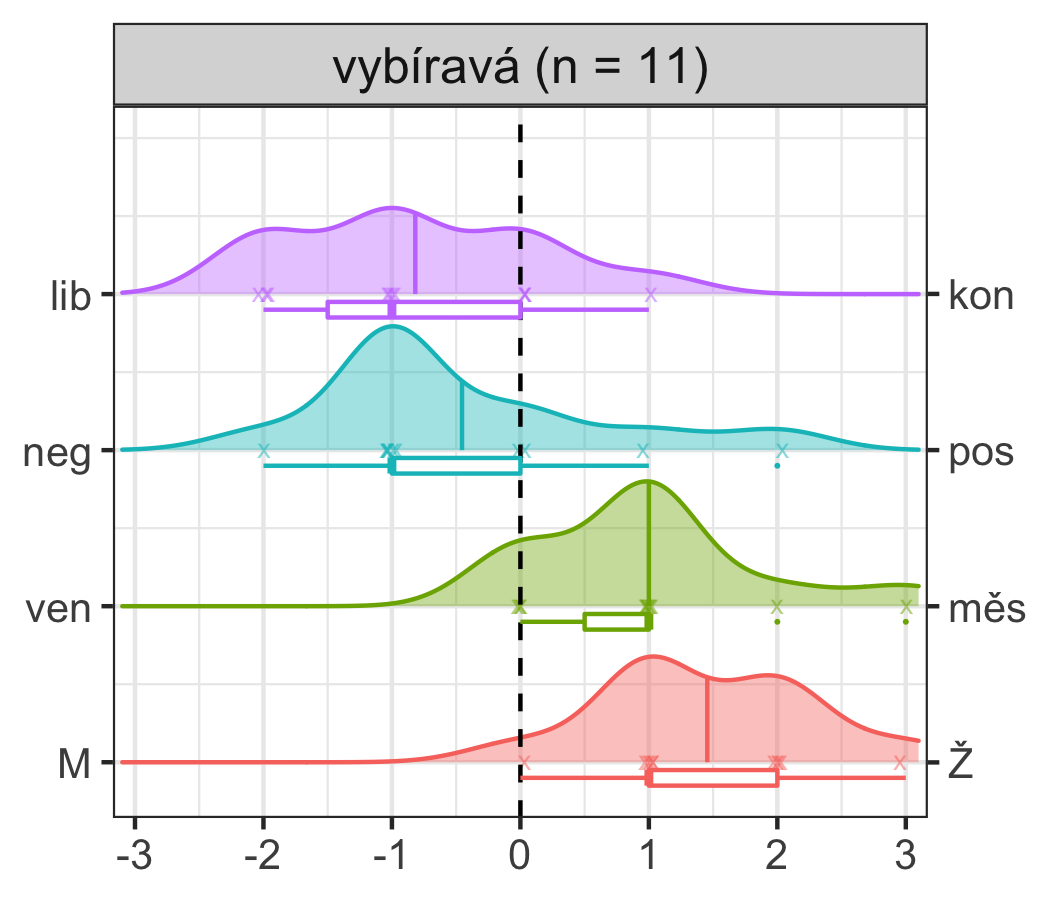 vybíravá (n = 11)
lib kon
neg pos
ven měs
M Ž
-3 -2 -1 0 1 2 3